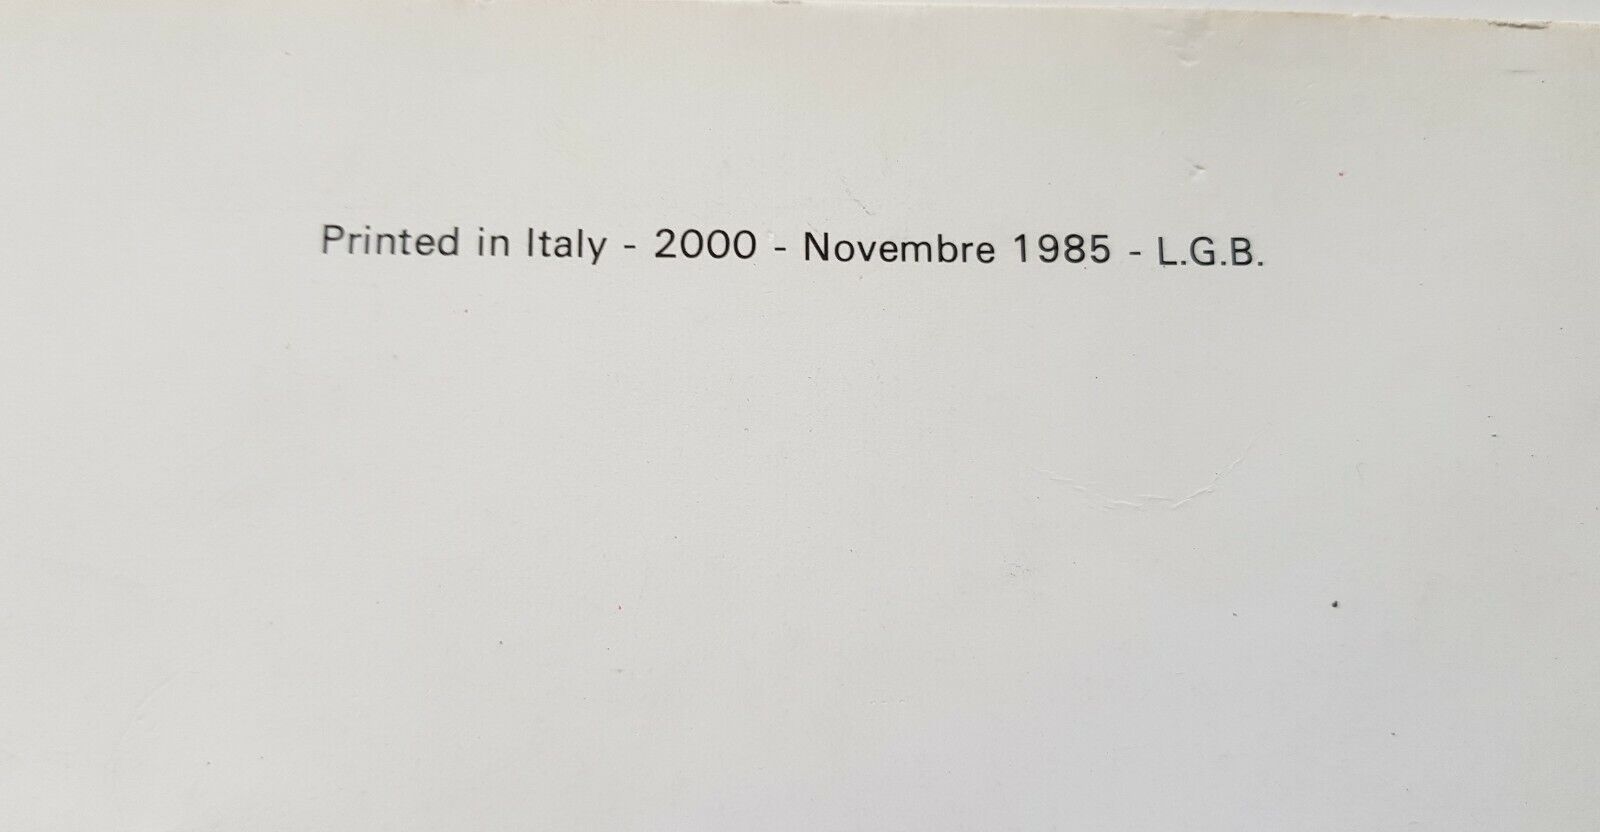 Printed in Italy - 2000 - Novembre 1985 - L.G.B.